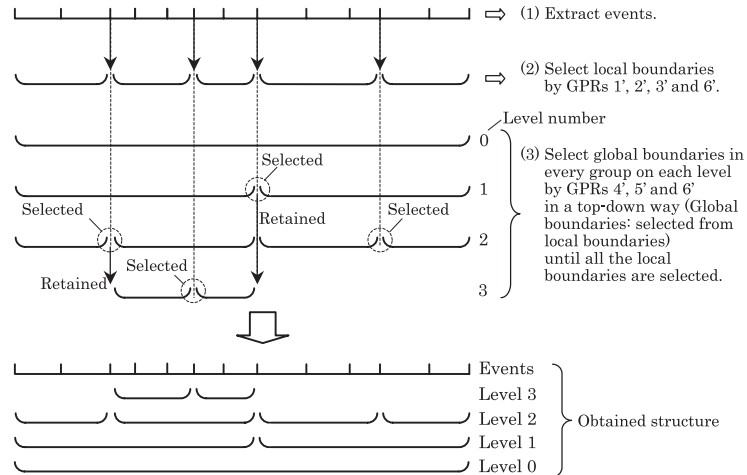 (1) Extract events.
(2) Select local boundaries
by GPRs 1', 2', 3' and 6'.
Level number
0
(3) Select global boundaries in
every group on each level
by GPRs 4', 5' and 6'
in a top-down way (Global
boundaries: selected from
local boundaries)
until all the local
boundaries are selected.
Selected
1
Selected
Retained
Selected
2
Retained
Selected
3
Events
Level 3
Level 2
Obtained structure
Level 1
Level 0